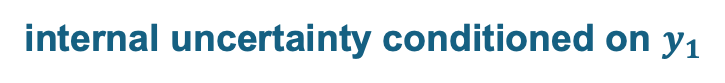 internal uncertainty conditioned on y₁